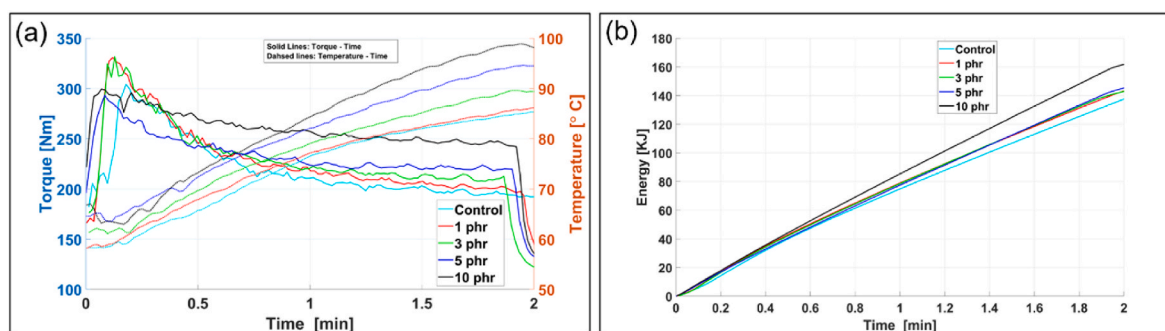 (a)
Torque [Nm]
350
300
250
200
150
100
Solid Lines: Torque - Time
Dahsed lines: Temperature - Time
Control
1 phr
3 phr
5 phr
10 phr
100
90
80
70
60
50
Temperature [° C]
0 0.5 1 1.5 2
Time [min]
(b)
Energy [KJ]
180
160
140
120
100
80
60
40
20
0
Control
1 phr
3 phr
5 phr
10 phr
0 0.2 0.4 0.6 0.8 1 1.2 1.4 1.6 1.8 2
Time [min]